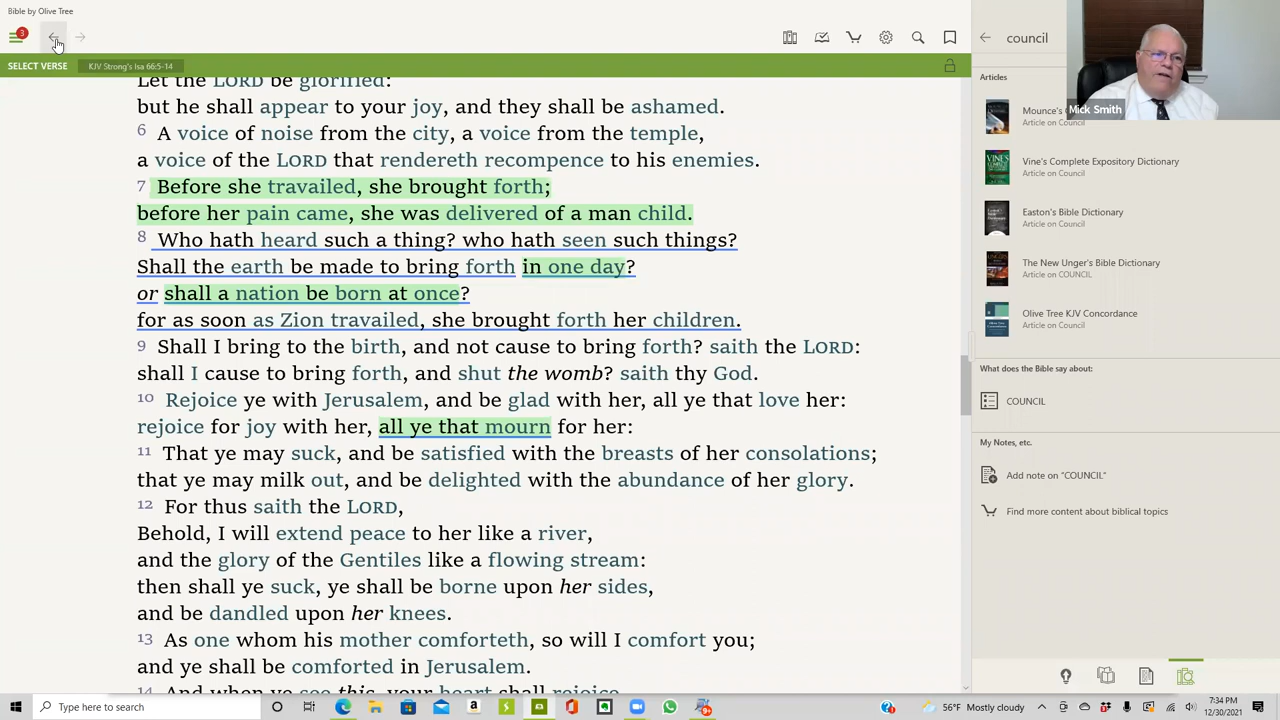 Bible by Olive Tree
3
SELECT VERSE KJV Strong's Isa 66:5-14
Let the LORD be glorified:
but he shall appear to your joy, and they shall be ashamed.
6 A voice of noise from the city, a voice from the temple,
a voice of the LORD that rendereth recompence to his enemies.
7 Before she travailed, she brought forth;
before her pain came, she was delivered of a man child.
8 Who hath heard such a thing? who hath seen such things?
Shall the earth be made to bring forth in one day?
or shall a nation be born at once?
for as soon as Zion travailed, she brought forth her children.
9 Shall I bring to the birth, and not cause to bring forth? saith the LORD:
shall I cause to bring forth, and shut the womb? saith thy God.
10 Rejoice ye with Jerusalem, and be glad with her, all ye that love her:
rejoice for joy with her, all ye that mourn for her:
11 That ye may suck, and be satisfied with the breasts of her consolations;
that ye may milk out, and be delighted with the abundance of her glory.
12 For thus saith the LORD,
Behold, I will extend peace to her like a river,
and the glory of the Gentiles like a flowing stream:
then shall ye suck, ye shall be borne upon her sides,
and be dandled upon her knees.
13 As one whom his mother comforteth, so will I comfort you;
and ye shall be comforted in Jerusalem.
14 And when ye see this, your heart shall rejoice
council
Articles
Mounce's
Article on Council
Mick Smith
Vine's Complete Expository Dictionary
Article on Council
Easton's Bible Dictionary
Article on Council
The New Unger's Bible Dictionary
Article on COUNCIL
Olive Tree KJV Concordance
Article on Council
What does the Bible say about:
COUNCIL
My Notes, etc.
Add note on "COUNCIL"
Find more content about biblical topics
Type here to search
56°F Mostly cloudy
7:34 PM
12/30/2021